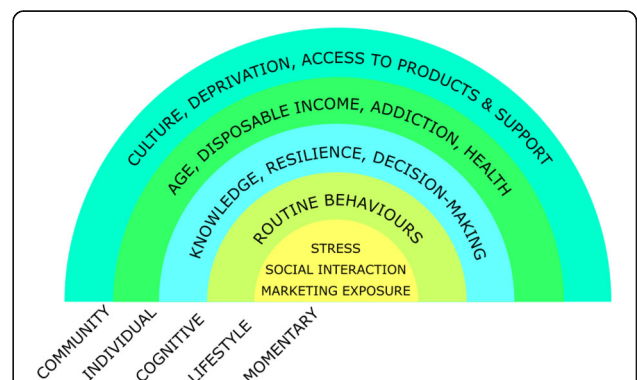 CULTURE, DEPRIVATION, ACCESS TO PRODUCTS & SUPPORT
AGE, DISPOSABLE INCOME, ADDICTION, HEALTH
KNOWLEDGE, RESILIENCE, DECISION-MAKING
ROUTINE BEHAVIOURS
STRESS
SOCIAL INTERACTION
MARKETING EXPOSURE
COMMUNITY
INDIVIDUAL
COGNITIVE
LIFESTYLE
MOMENTARY